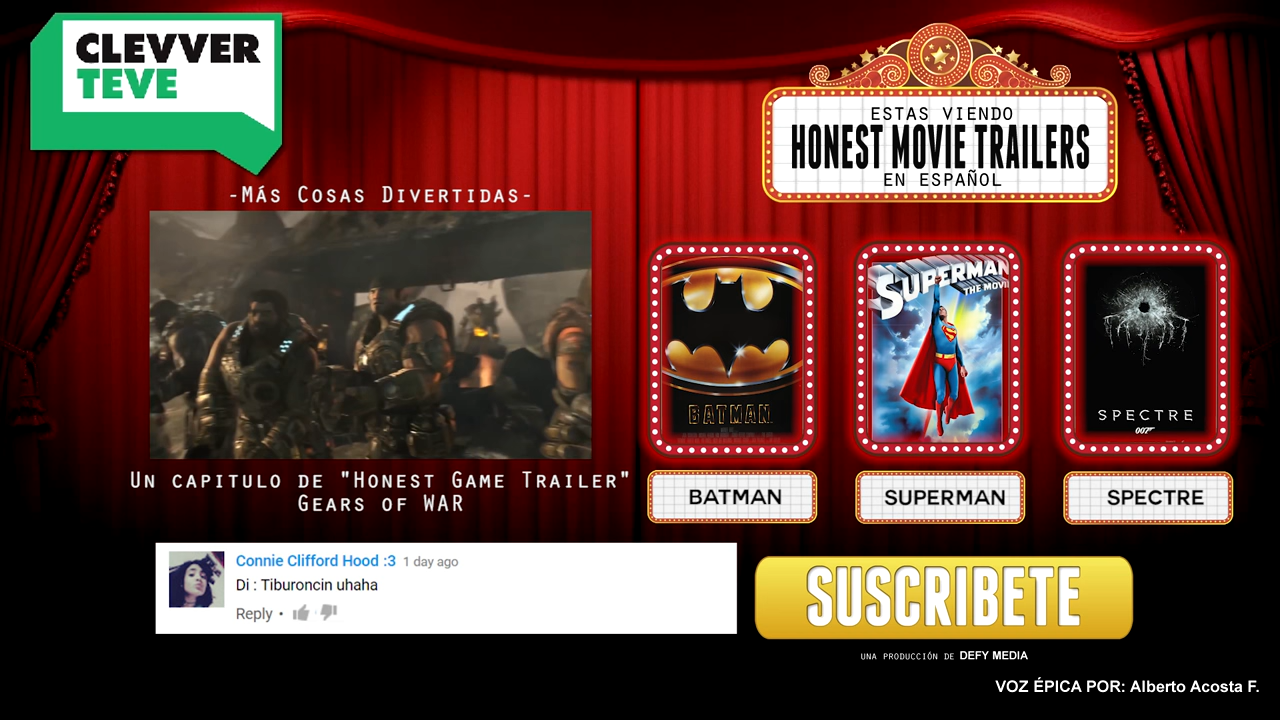 CLEVVER
TEVE
ESTAS VIENDO
HONEST MOVIE TRAILERS
EN ESPAÑOL
-MÁS COSAS DIVERTIDAS-
UN CAPITULO DE "HONEST GAME TRAILER"
GEARS OF WAR
BATMAN
SUPERMAN
THE MOVI
SPECTRE
007
BATMAN
SUPERMAN
SPECTRE
Connie Clifford Hood :3 1 day ago
Di : Tiburoncin uhaha
Reply •
SUSCRIBETE
UNA PRODUCCIÓN DE DEFY MEDIA
VOZ ÉPICA POR: Alberto Acosta F.